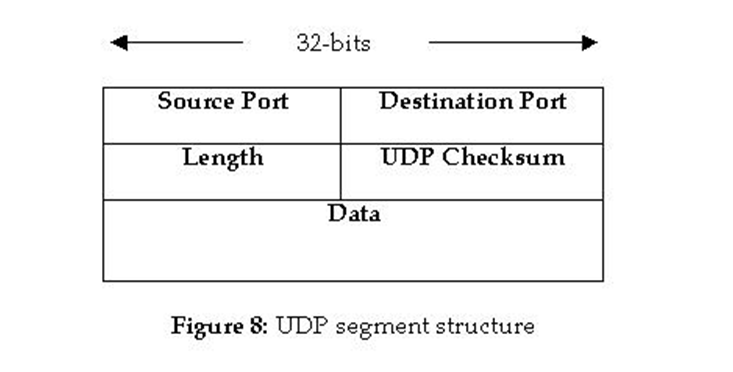 32-bits
Source Port Destination Port
Length UDP Checksum
Data
Figure 8: UDP segment structure